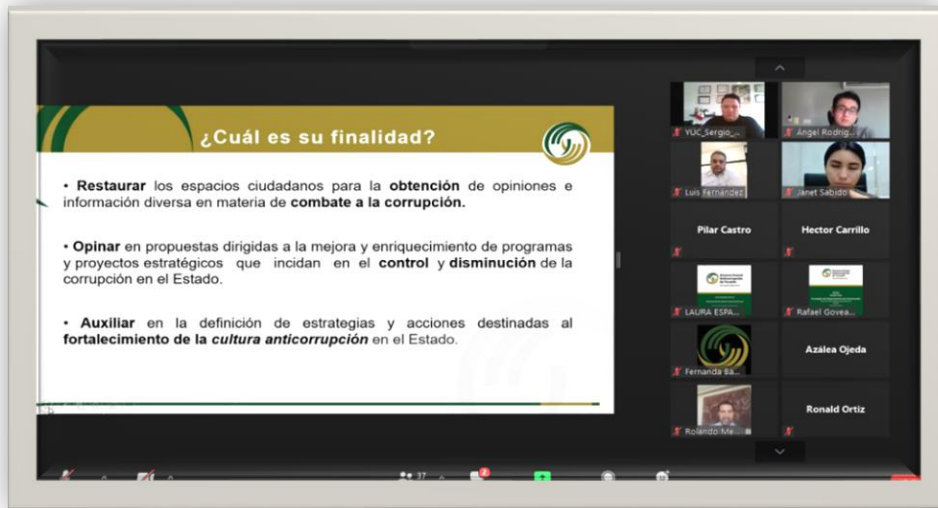 ¿Cuál es su finalidad?
• Restaurar los espacios ciudadanos para la obtención de opiniones e
información diversa en materia de combate a la corrupción.
• Opinar en propuestas dirigidas a la mejora y enriquecimiento de programas
y proyectos estratégicos que incidan en el control y disminución de la
corrupción en el Estado.
• Auxiliar en la definición de estrategias y acciones destinadas al
fortalecimiento de la cultura anticorrupción en el Estado.
YUC_Sergio_...
Ángel Rodríg...
Luis Fernández
Janet Sabido
Pilar Castro
Hector Carrillo
LAURA ESPA...
Rafael Govea...
Fernanda Ba...
Azálea Ojeda
Rolando Me...
Ronald Ortiz
37
2